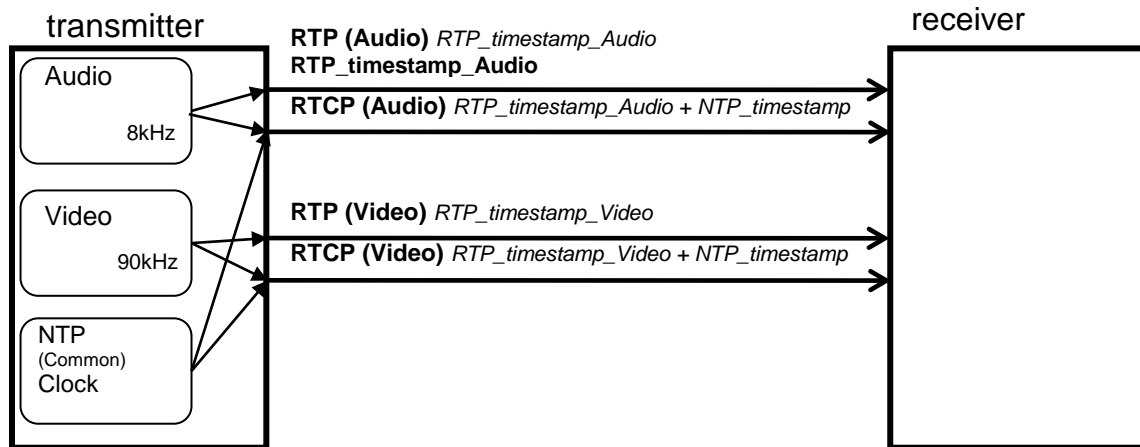 transmitter
receiver
Audio
8kHz
RTP (Audio) RTP_timestamp_Audio
RTP_timestamp_Audio
RTCP (Audio) RTP_timestamp_Audio + NTP_timestamp
Video
90kHz
RTP (Video) RTP_timestamp_Video
RTCP (Video) RTP_timestamp_Video + NTP_timestamp
NTP
(Common)
Clock